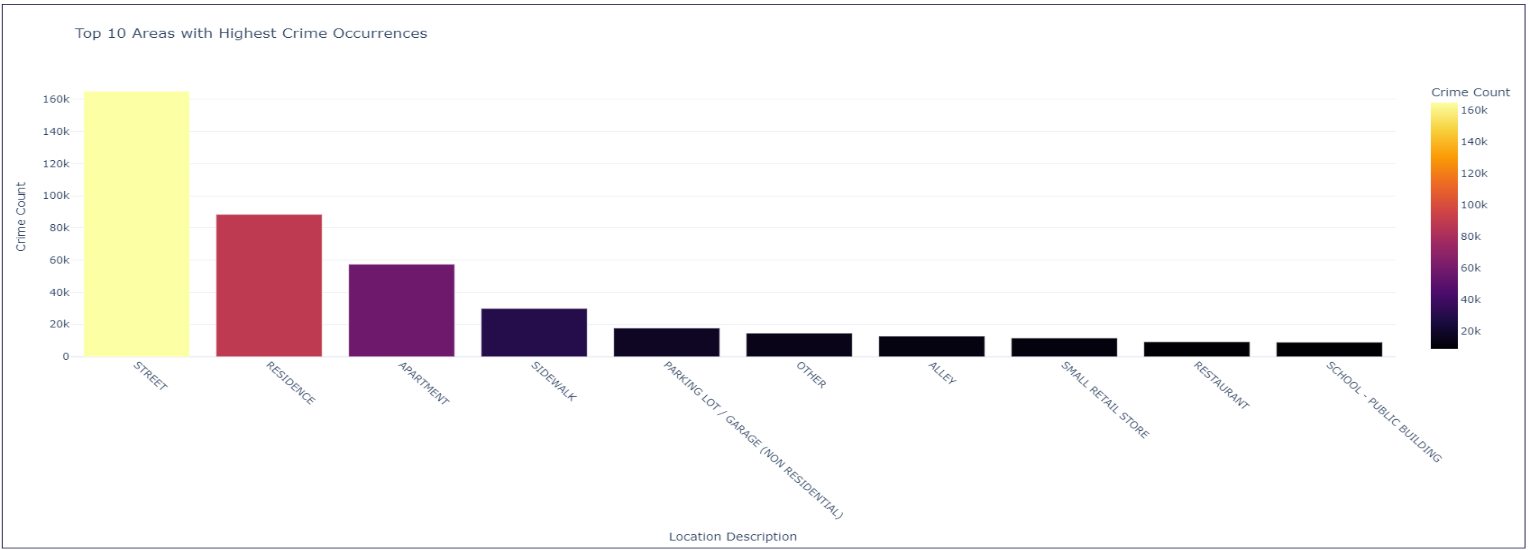 Top 10 Areas with Highest Crime Occurrences
Crime Count
160k
140k
120k
100k
80k
60k
40k
20k
0
STREET
RESIDENCE
APARTMENT
SIDEWALK
PARKING LOT / GARAGE (NON RESIDENTIAL)
OTHER
ALLEY
SMALL RETAIL STORE
RESTAURANT
SCHOOL - PUBLIC BUILDING
Location Description
Crime Count
160k
140k
120k
100k
80k
60k
40k
20k